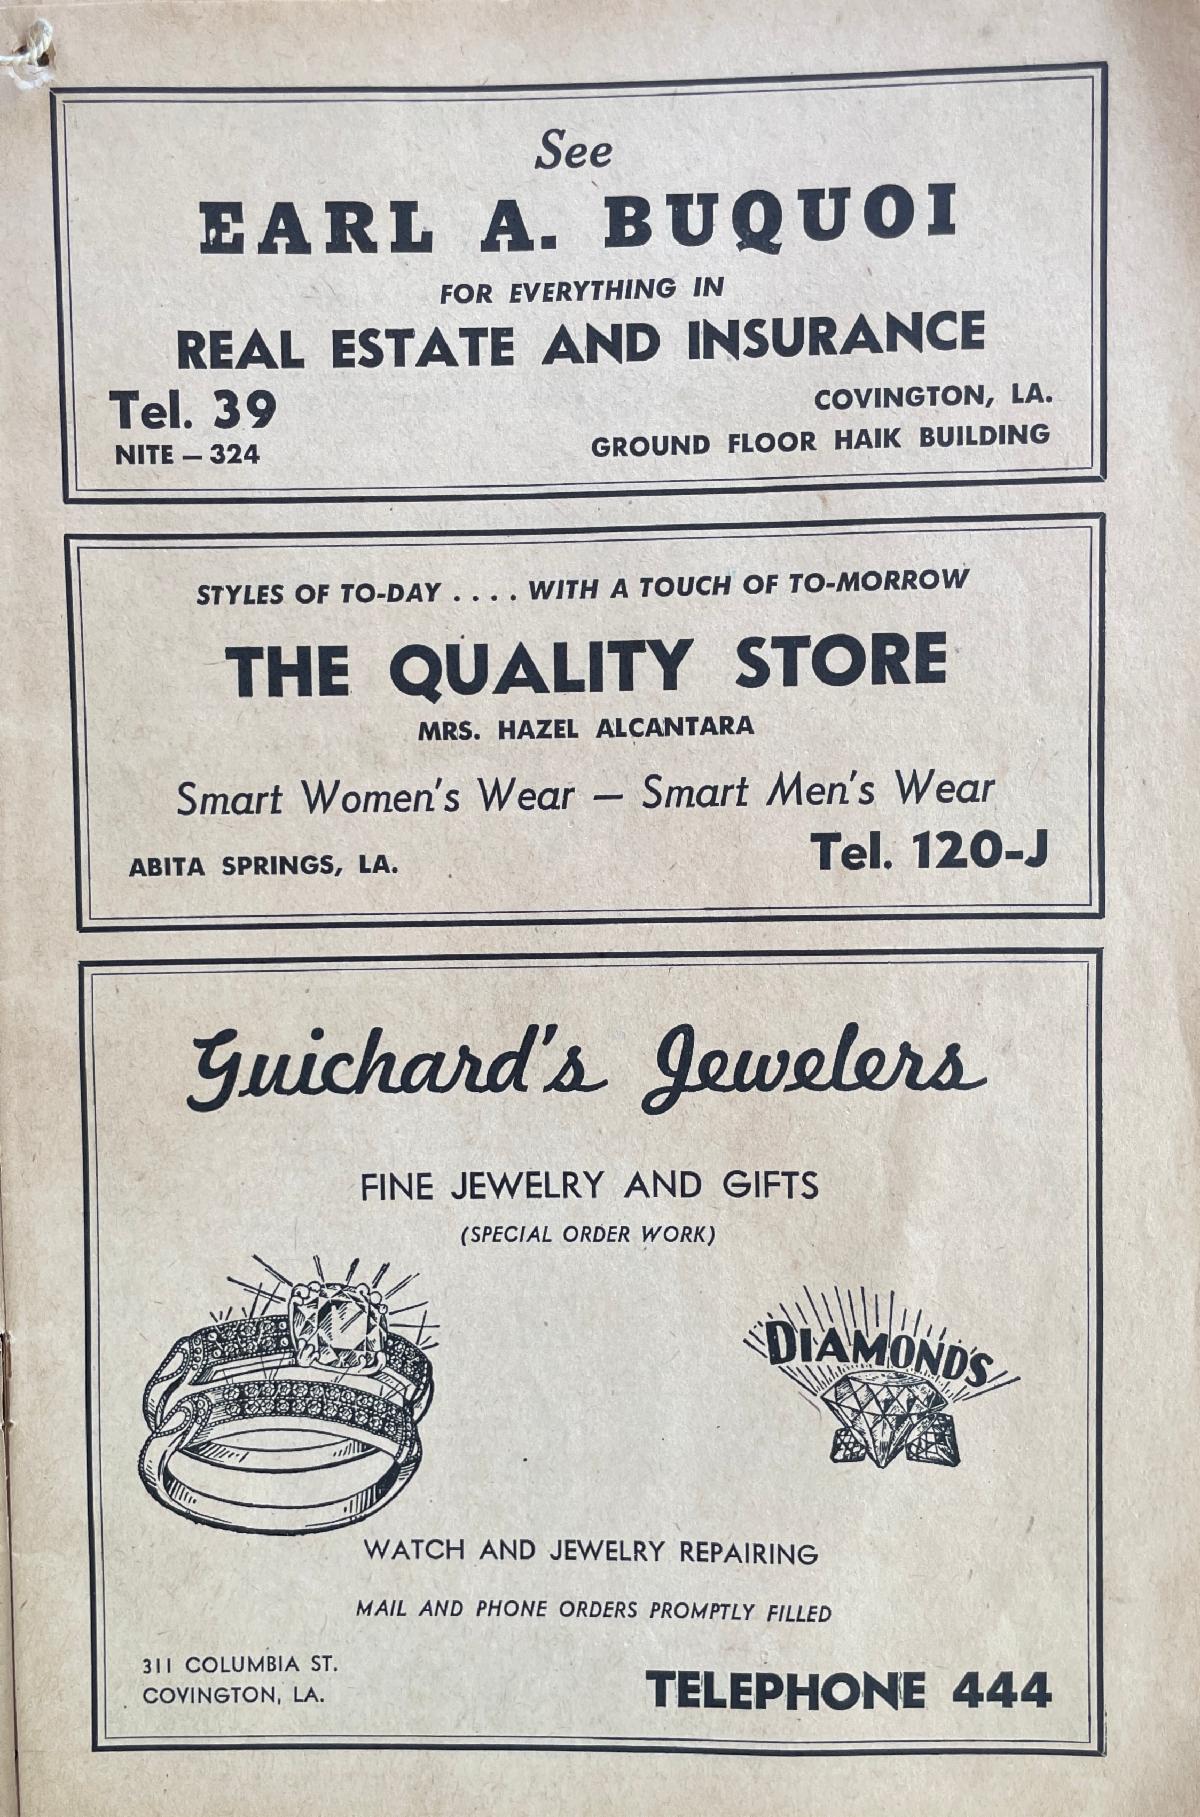 See
EARL A. BUQUOI
FOR EVERYTHING IN
REAL ESTATE AND INSURANCE
Tel. 39
NITE — 324
COVINGTON, LA.
GROUND FLOOR HAIK BUILDING
STYLES OF TO-DAY . . . . WITH A TOUCH OF TO-MORROW
THE QUALITY STORE
MRS. HAZEL ALCANTARA
Smart Women's Wear — Smart Men's Wear
ABITA SPRINGS, LA.
Tel. 120-J
Guichard's Jewelers
FINE JEWELRY AND GIFTS
(SPECIAL ORDER WORK)
DIAMOND'S
WATCH AND JEWELRY REPAIRING
MAIL AND PHONE ORDERS PROMPTLY FILLED
311 COLUMBIA ST.
COVINGTON, LA.
TELEPHONE 444